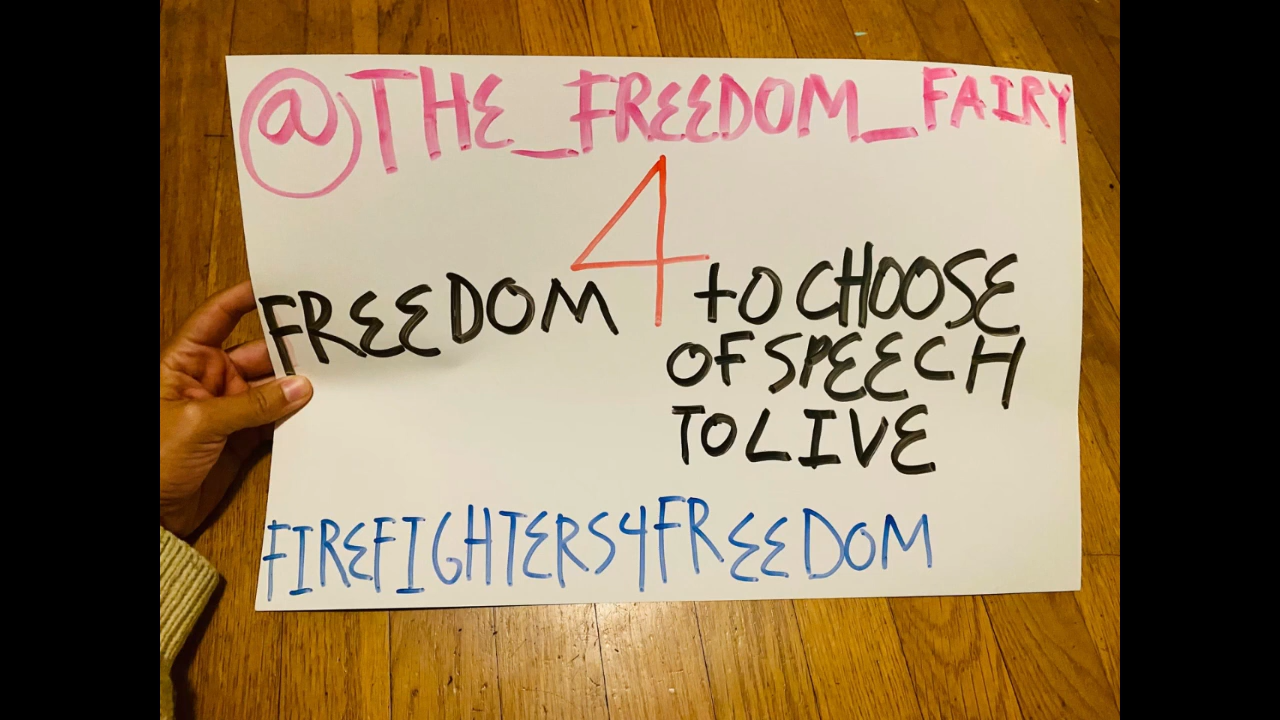 @THE_FREEDOM_FAIRY
4
FREEDOM to CHOOSE
OF SPEECH
TO LIVE
FIREFIGHTERS4FREEDOM